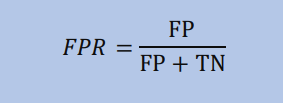 FPR = FP / FP + TN